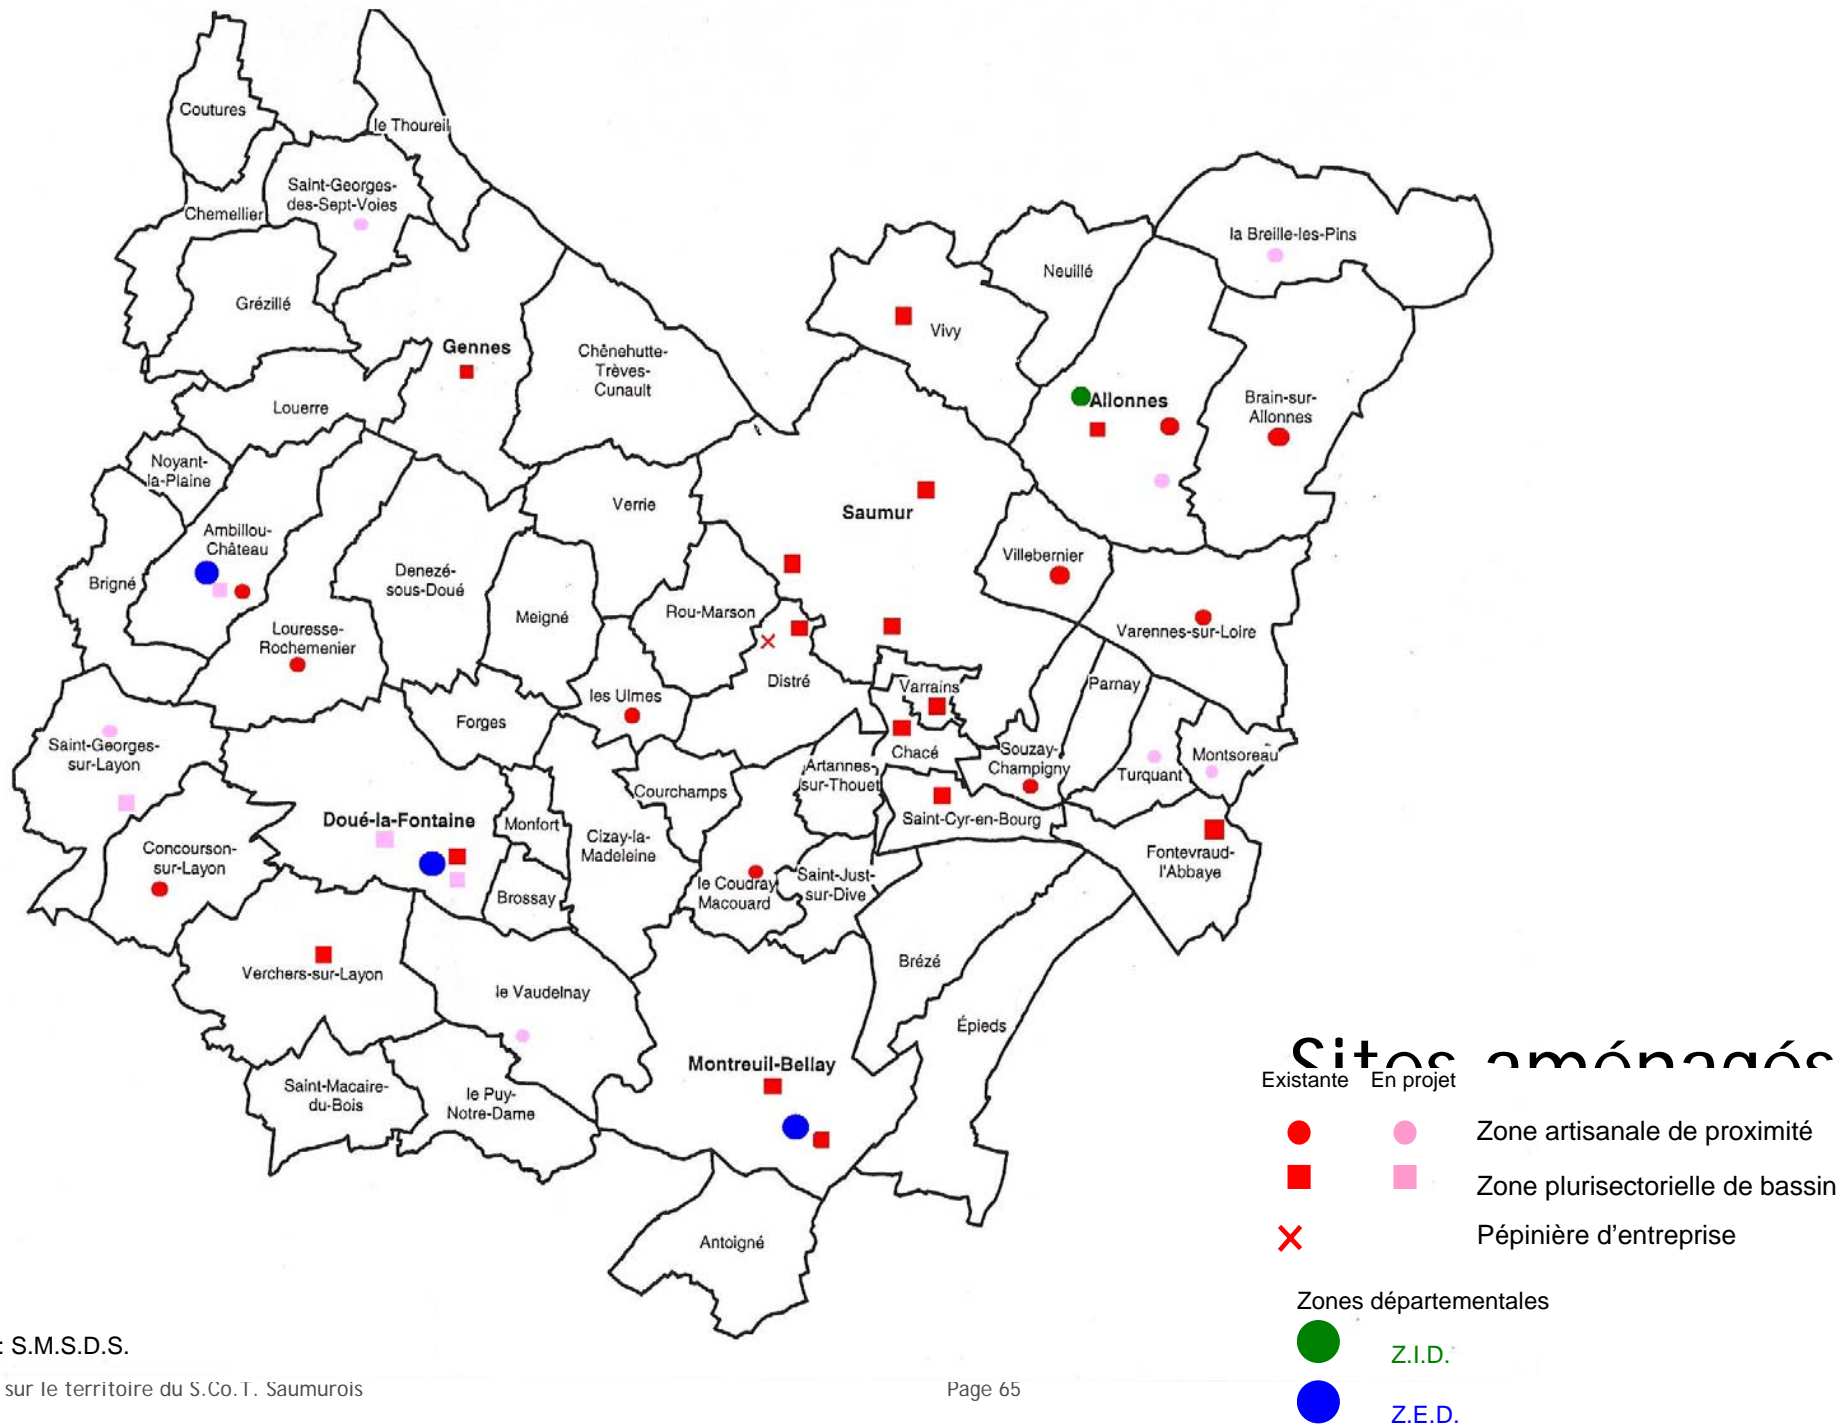 Coutures
le Thoureil
Saint-Georges-
des-Sept-Voies
Chemellier
la Breille-les-Pins
Neuillé
Grézillé
Vivy
Gennes
Chênehutte-
Trèves-
Cunault
Allonnes
Brain-sur-
Allonnes
Louerre
Noyant-
la-Plaine
Verrie
Saumur
Ambillou-
Château
Villebernier
Brigné
Denezé-
sous-Doué
Meigné
Rou-Marson
Louresse-
Rochemenier
Varennes-sur-Loire
Distré
Varrains
Parnay
les Ulmes
Forges
Saint-Georges-
sur-Layon
Chacé
Souzay-
Champigny
Montsoreau
Turquant
Artannes-
sur-Thouet
Courchamps
Doué-la-Fontaine
Monfort
Saint-Cyr-en-Bourg
Cizay-la-
Madeleine
Concourson-
sur-Layon
Fontevraud-
l'Abbaye
le Coudray
Macouard
Saint-Just-
sur-Dive
Brossay
Brézé
Verchers-sur-Layon
le Vaudelnay
Épieds
Montreuil-Bellay
Saint-Macaire-
du-Bois
le Puy-
Notre-Dame
Antoigné
Sites aménagés
Existante En projet
Zone artisanale de proximité
Zone plurisectorielle de bassin
Pépinière d'entreprise
Zones départementales
Z.I.D.
Z.E.D.
: S.M.S.D.S.
sur le territoire du S.Co.T. Saumurois
Page 65